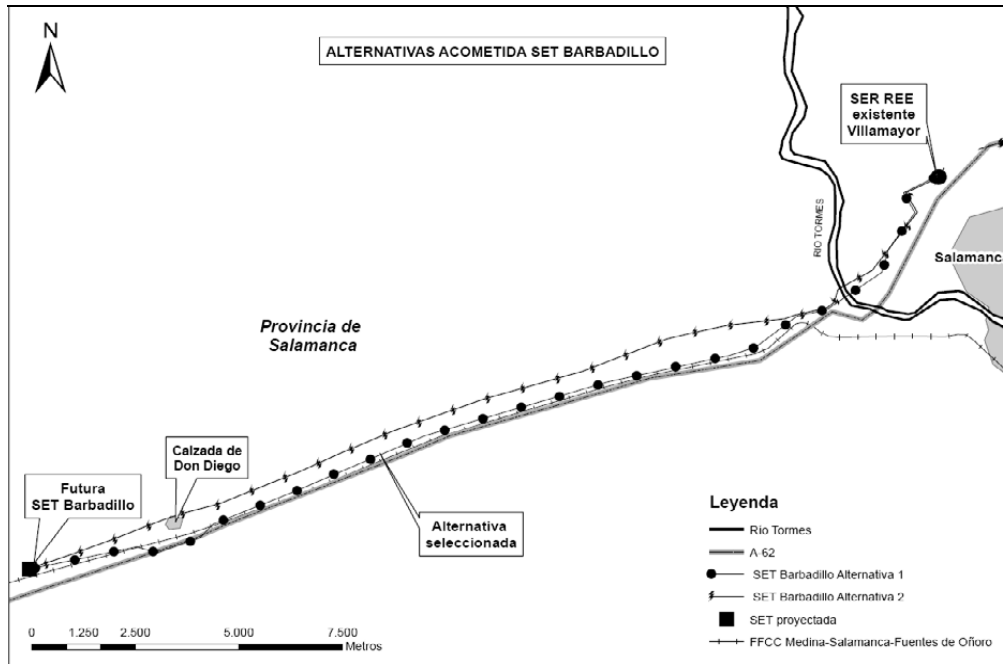 N
ALTERNATIVAS ACOMETIDA SET BARBADILLO
SER REE
existente
Villamayor
RIO TORMES
Salamanca
Provincia de
Salamanca
Calzada de
Don Diego
Futura
SET Barbadillo
Alternativa
seleccionada
Leyenda
Rio Tormes
A-62
SET Barbadillo Alternativa 1
SET Barbadillo Alternativa 2
SET proyectada
FFCC Medina-Salamanca-Fuentes de Oñoro
0 1.250 2.500 5.000 7.500
Metros